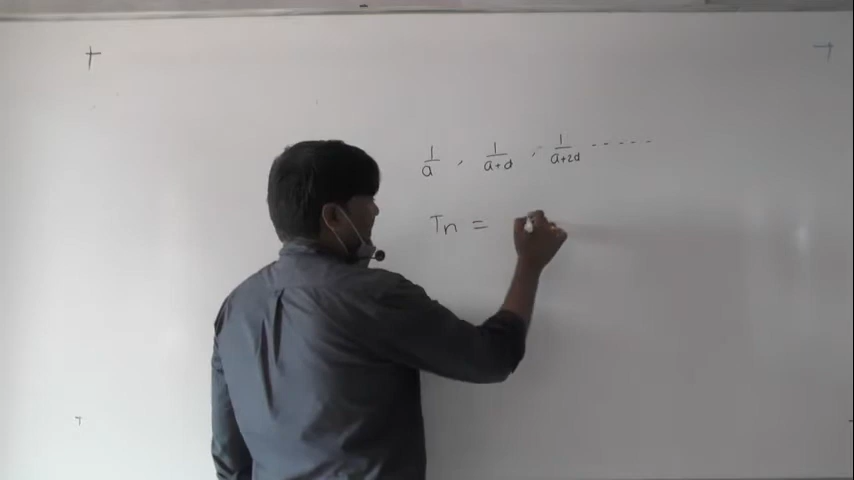 1/a , 1/a+d , 1/a+2d ------
Tn =